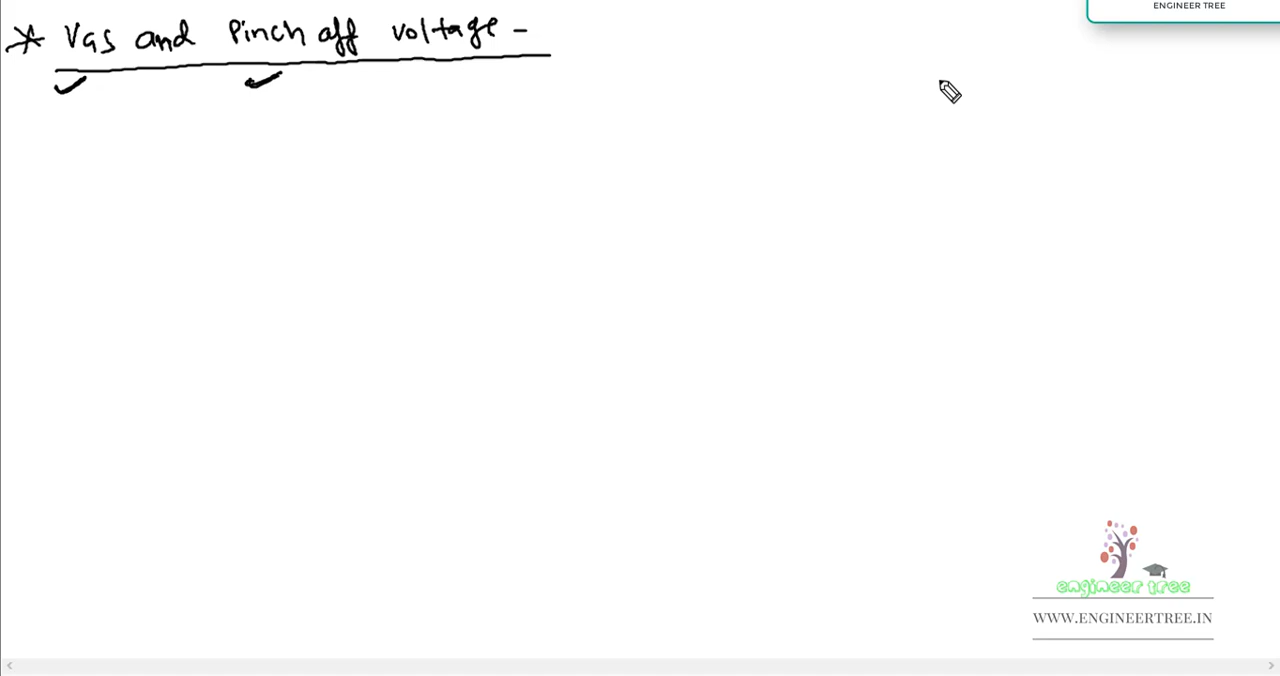 ENGINEER TREE
* VGS and Pinch off voltage -
engineer tree
WWW.ENGINEERTREE.IN